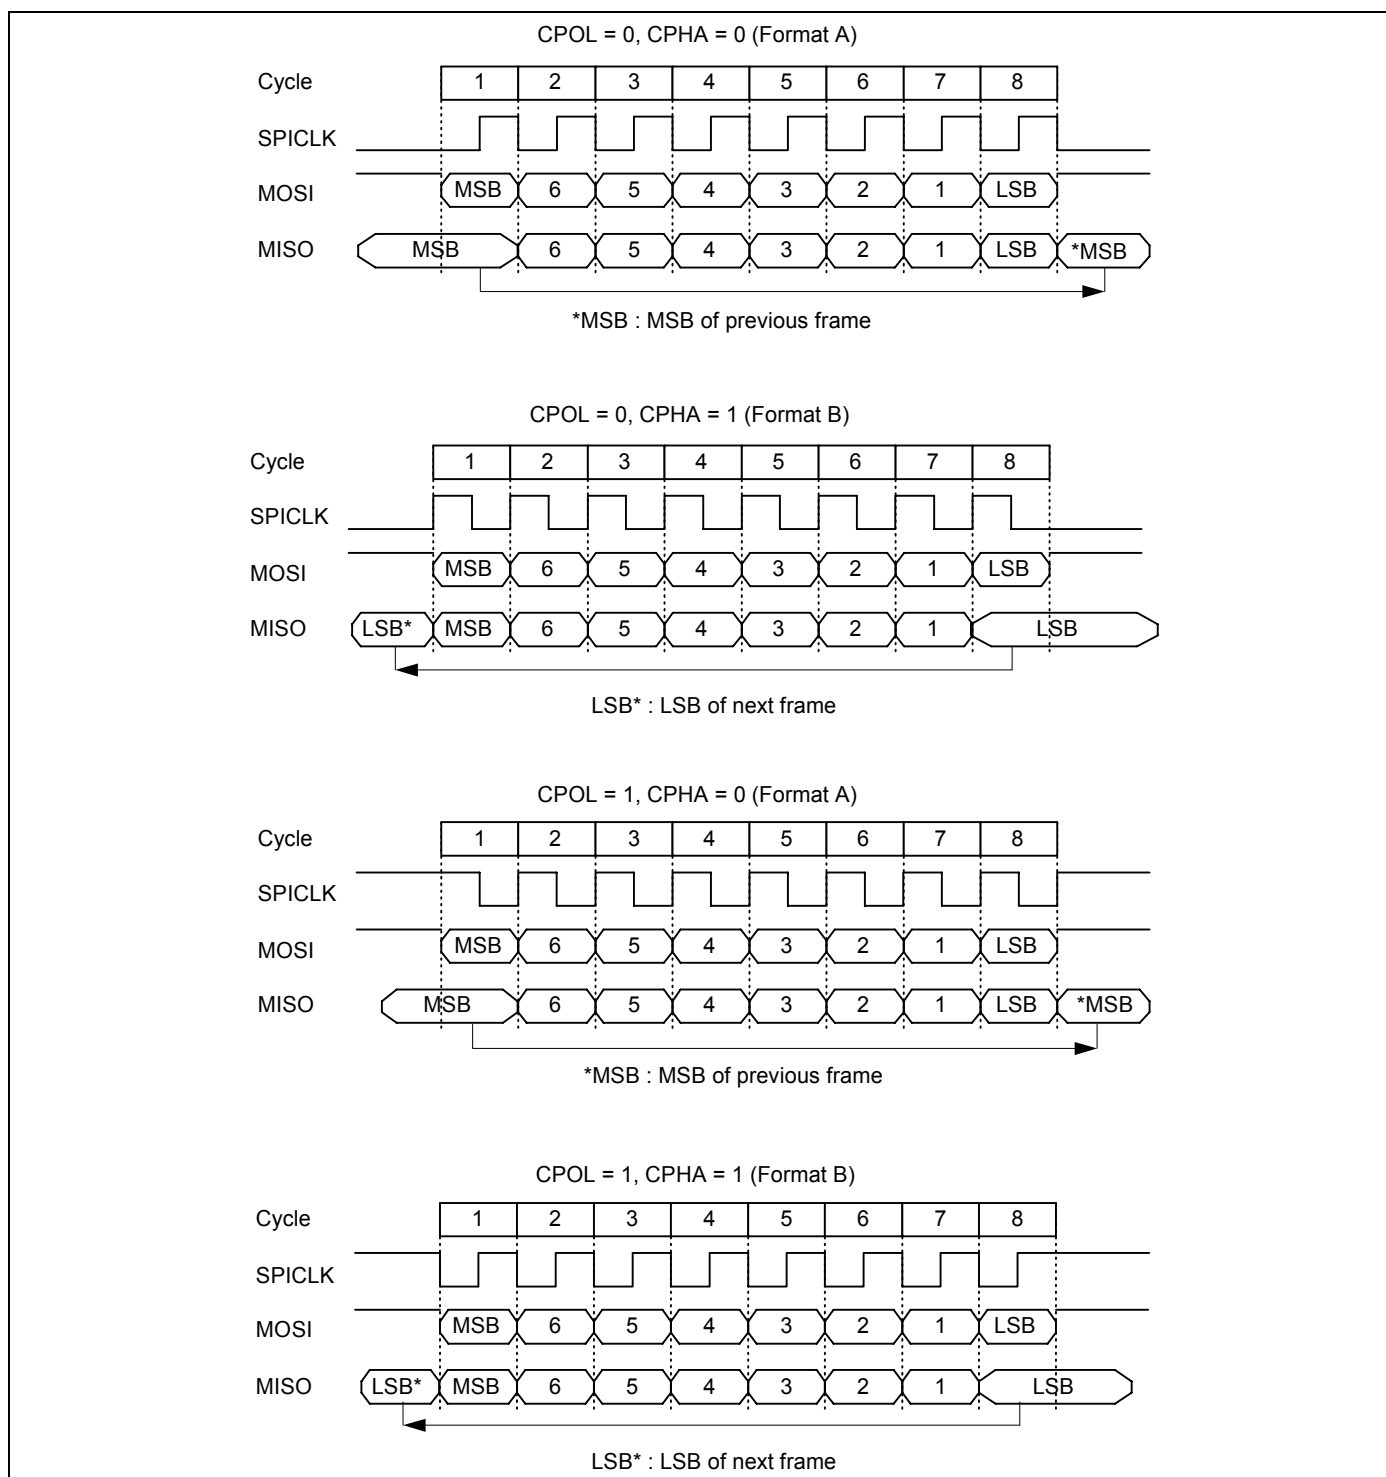 CPOL = 0, CPHA = 0 (Format A)
Cycle 1 2 3 4 5 6 7 8
SPICLK
MOSI MSB 6 5 4 3 2 1 LSB
MISO MSB 6 5 4 3 2 1 LSB *MSB
*MSB : MSB of previous frame
CPOL = 0, CPHA = 1 (Format B)
Cycle 1 2 3 4 5 6 7 8
SPICLK
MOSI MSB 6 5 4 3 2 1 LSB
MISO LSB* MSB 6 5 4 3 2 1 LSB
LSB* : LSB of next frame
CPOL = 1, CPHA = 0 (Format A)
Cycle 1 2 3 4 5 6 7 8
SPICLK
MOSI MSB 6 5 4 3 2 1 LSB
MISO MSB 6 5 4 3 2 1 LSB *MSB
*MSB : MSB of previous frame
CPOL = 1, CPHA = 1 (Format B)
Cycle 1 2 3 4 5 6 7 8
SPICLK
MOSI MSB 6 5 4 3 2 1 LSB
MISO LSB* MSB 6 5 4 3 2 1 LSB
LSB* : LSB of next frame